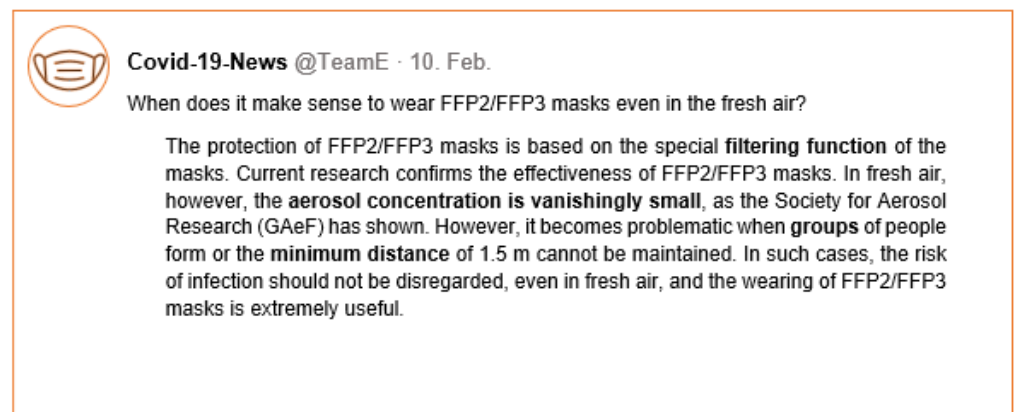 Covid-19-News @TeamE · 10. Feb.
When does it make sense to wear FFP2/FFP3 masks even in the fresh air?
The protection of FFP2/FFP3 masks is based on the special filtering function of the
masks. Current research confirms the effectiveness of FFP2/FFP3 masks. In fresh air,
however, the aerosol concentration is vanishingly small, as the Society for Aerosol
Research (GAeF) has shown. However, it becomes problematic when groups of people
form or the minimum distance of 1.5 m cannot be maintained. In such cases, the risk
of infection should not be disregarded, even in fresh air, and the wearing of FFP2/FFP3
masks is extremely useful.